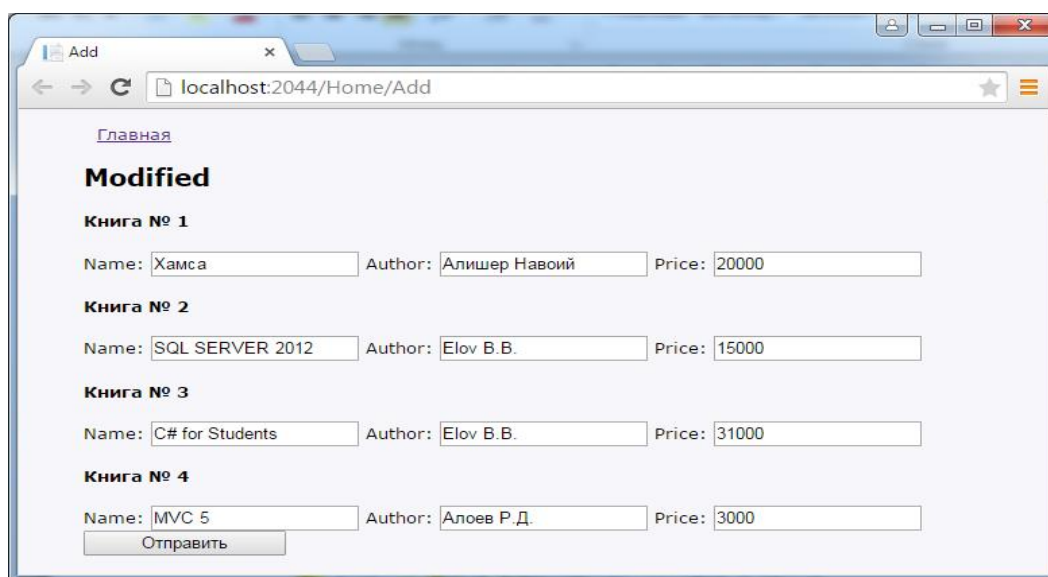 Add
localhost:2044/Home/Add
Главная
Modified
Книга № 1
Name: Хамса Author: Алишер Навоий Price: 20000
Книга № 2
Name: SQL SERVER 2012 Author: Elov B.B. Price: 15000
Книга № 3
Name: C# for Students Author: Elov B.B. Price: 31000
Книга № 4
Name: MVC 5 Author: Алоев Р.Д. Price: 3000
Отправить